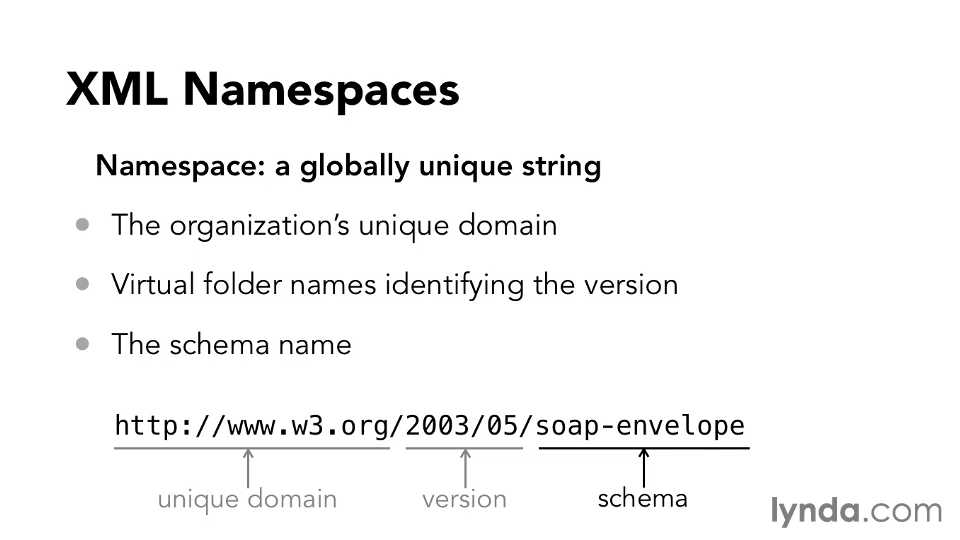 XML Namespaces
Namespace: a globally unique string
The organization’s unique domain
Virtual folder names identifying the version
The schema name
http://www.w3.org/2003/05/soap-envelope
unique domain version schema
lynda.com